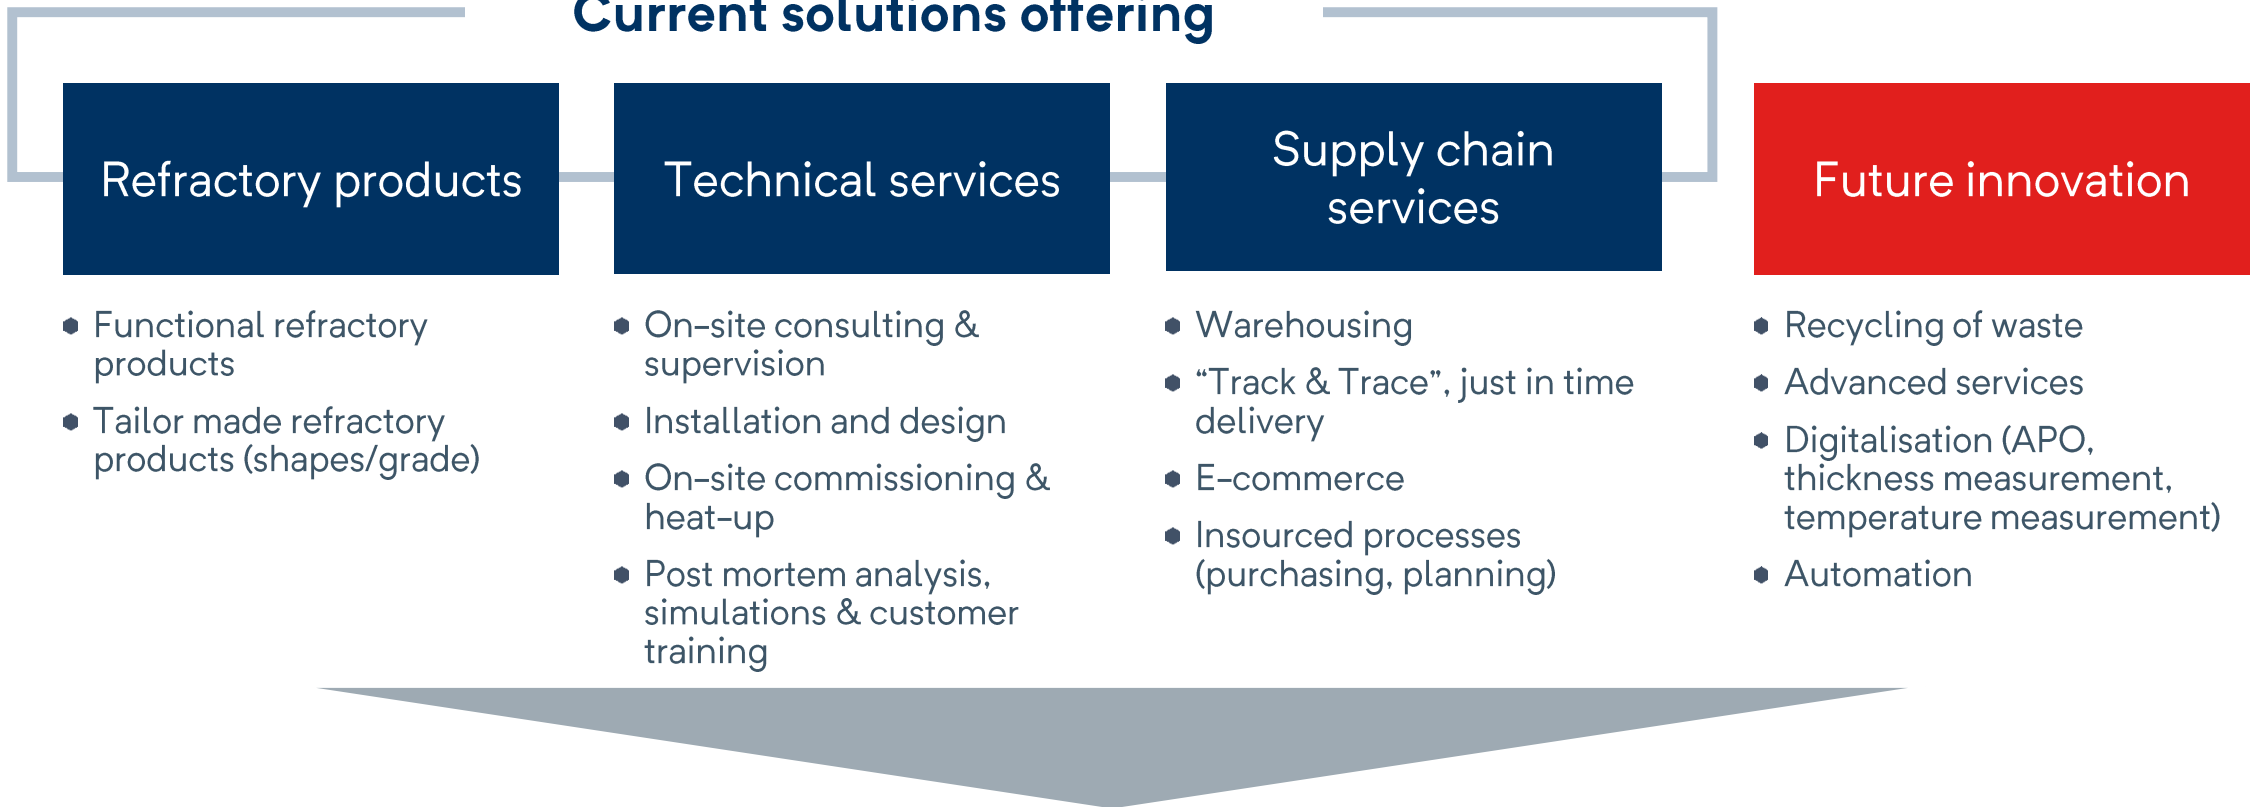 Current solutions offering
Refractory products
Functional refractory
products
Tailor made refractory
products (shapes/grade)
Technical services
On-site consulting &
supervision
Installation and design
On-site commissioning &
heat-up
Post mortem analysis,
simulations & customer
training
Supply chain
services
Warehousing
“Track & Trace”, just in time
delivery
E-commerce
Insourced processes
(purchasing, planning)
Future innovation
Recycling of waste
Advanced services
Digitalisation (APO,
thickness measurement,
temperature measurement)
Automation